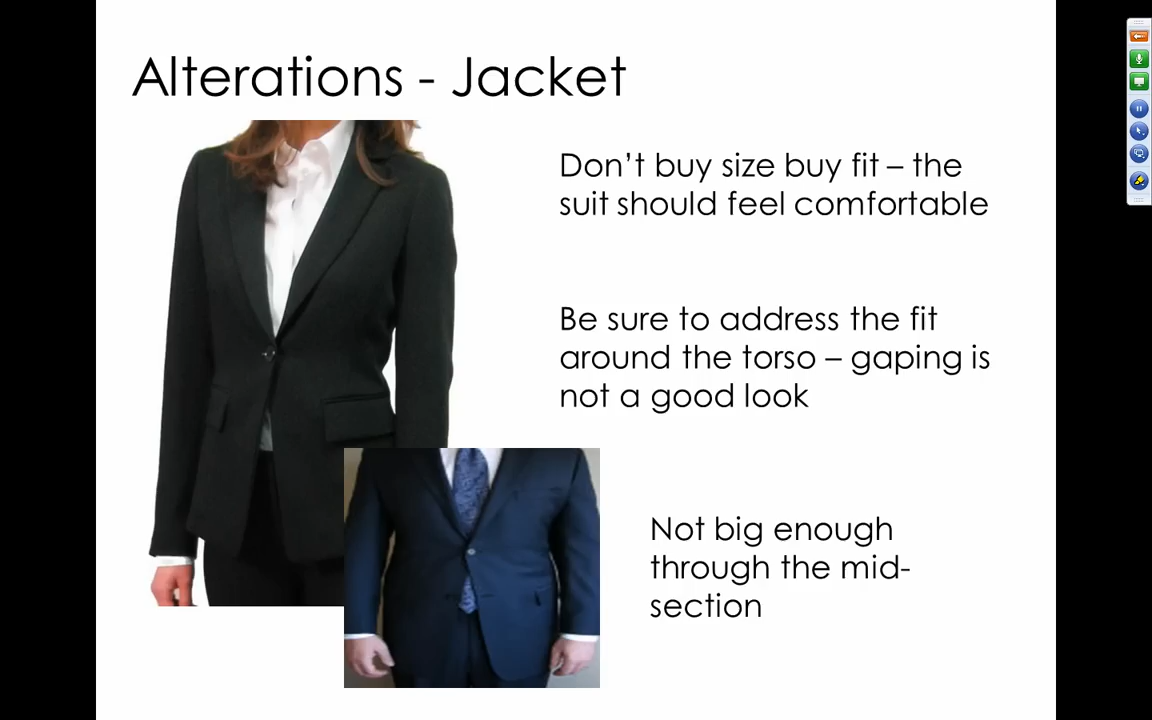 Alterations - Jacket
Don’t buy size buy fit – the
suit should feel comfortable
Be sure to address the fit
around the torso – gaping is
not a good look
Not big enough
through the mid-
section